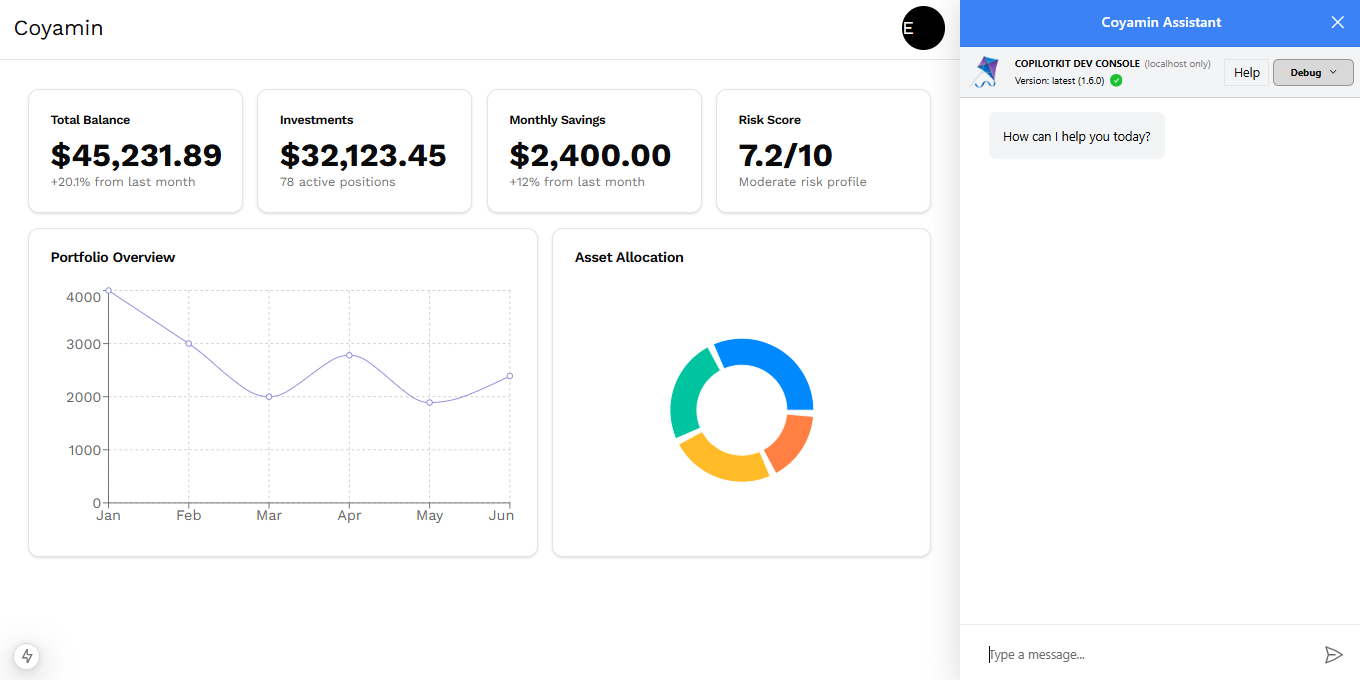 Coyamin
E
Total Balance
$45,231.89
+20.1% from last month
Investments
$32,123.45
78 active positions
Monthly Savings
$2,400.00
+12% from last month
Risk Score
7.2/10
Moderate risk profile
Portfolio Overview
4000
3000
2000
1000
0
Jan Feb Mar Apr May Jun
Asset Allocation
Coyamin Assistant
COPILOTKIT DEV CONSOLE (localhost only)
Version: latest (1.6.0)
Help
Debug
How can I help you today?
Type a message...